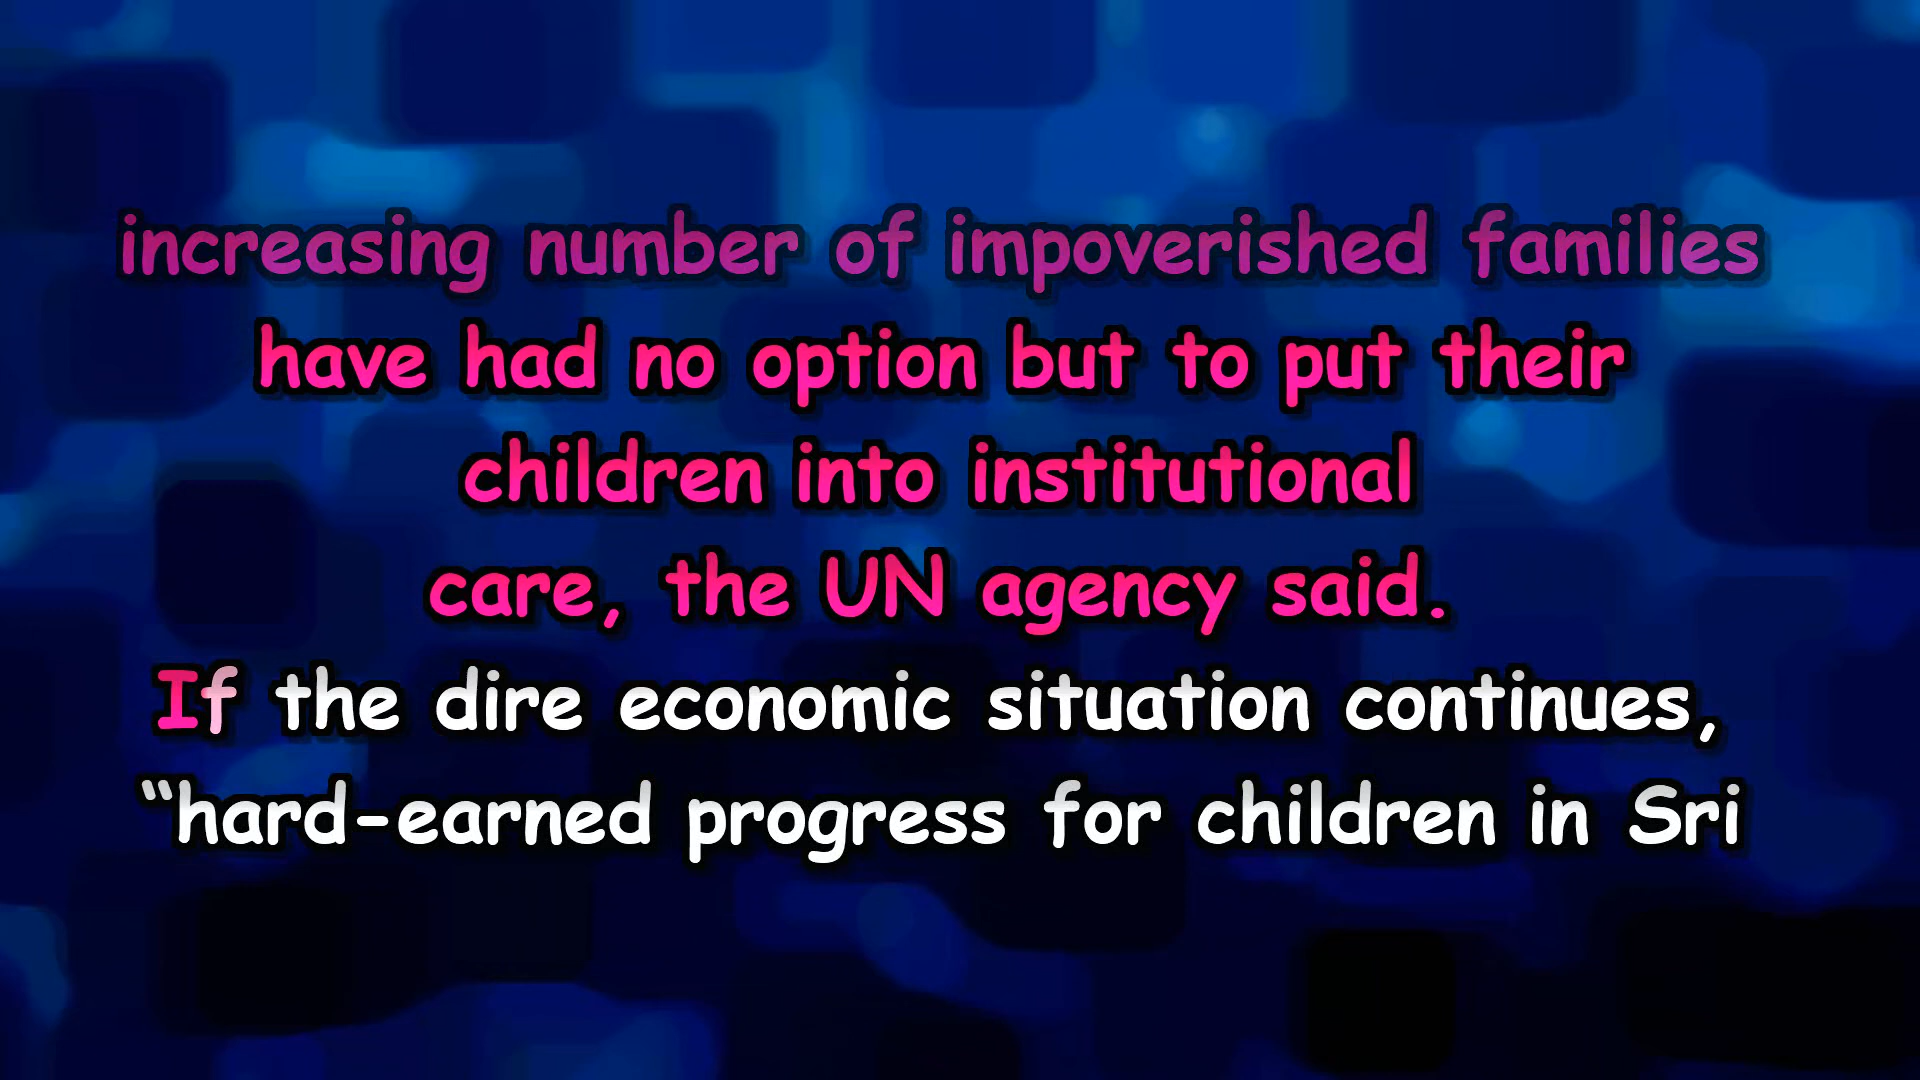 increasing number of impoverished families
have had no option but to put their
children into institutional
care, the UN agency said.
If the dire economic situation continues,
“hard-earned progress for children in Sri